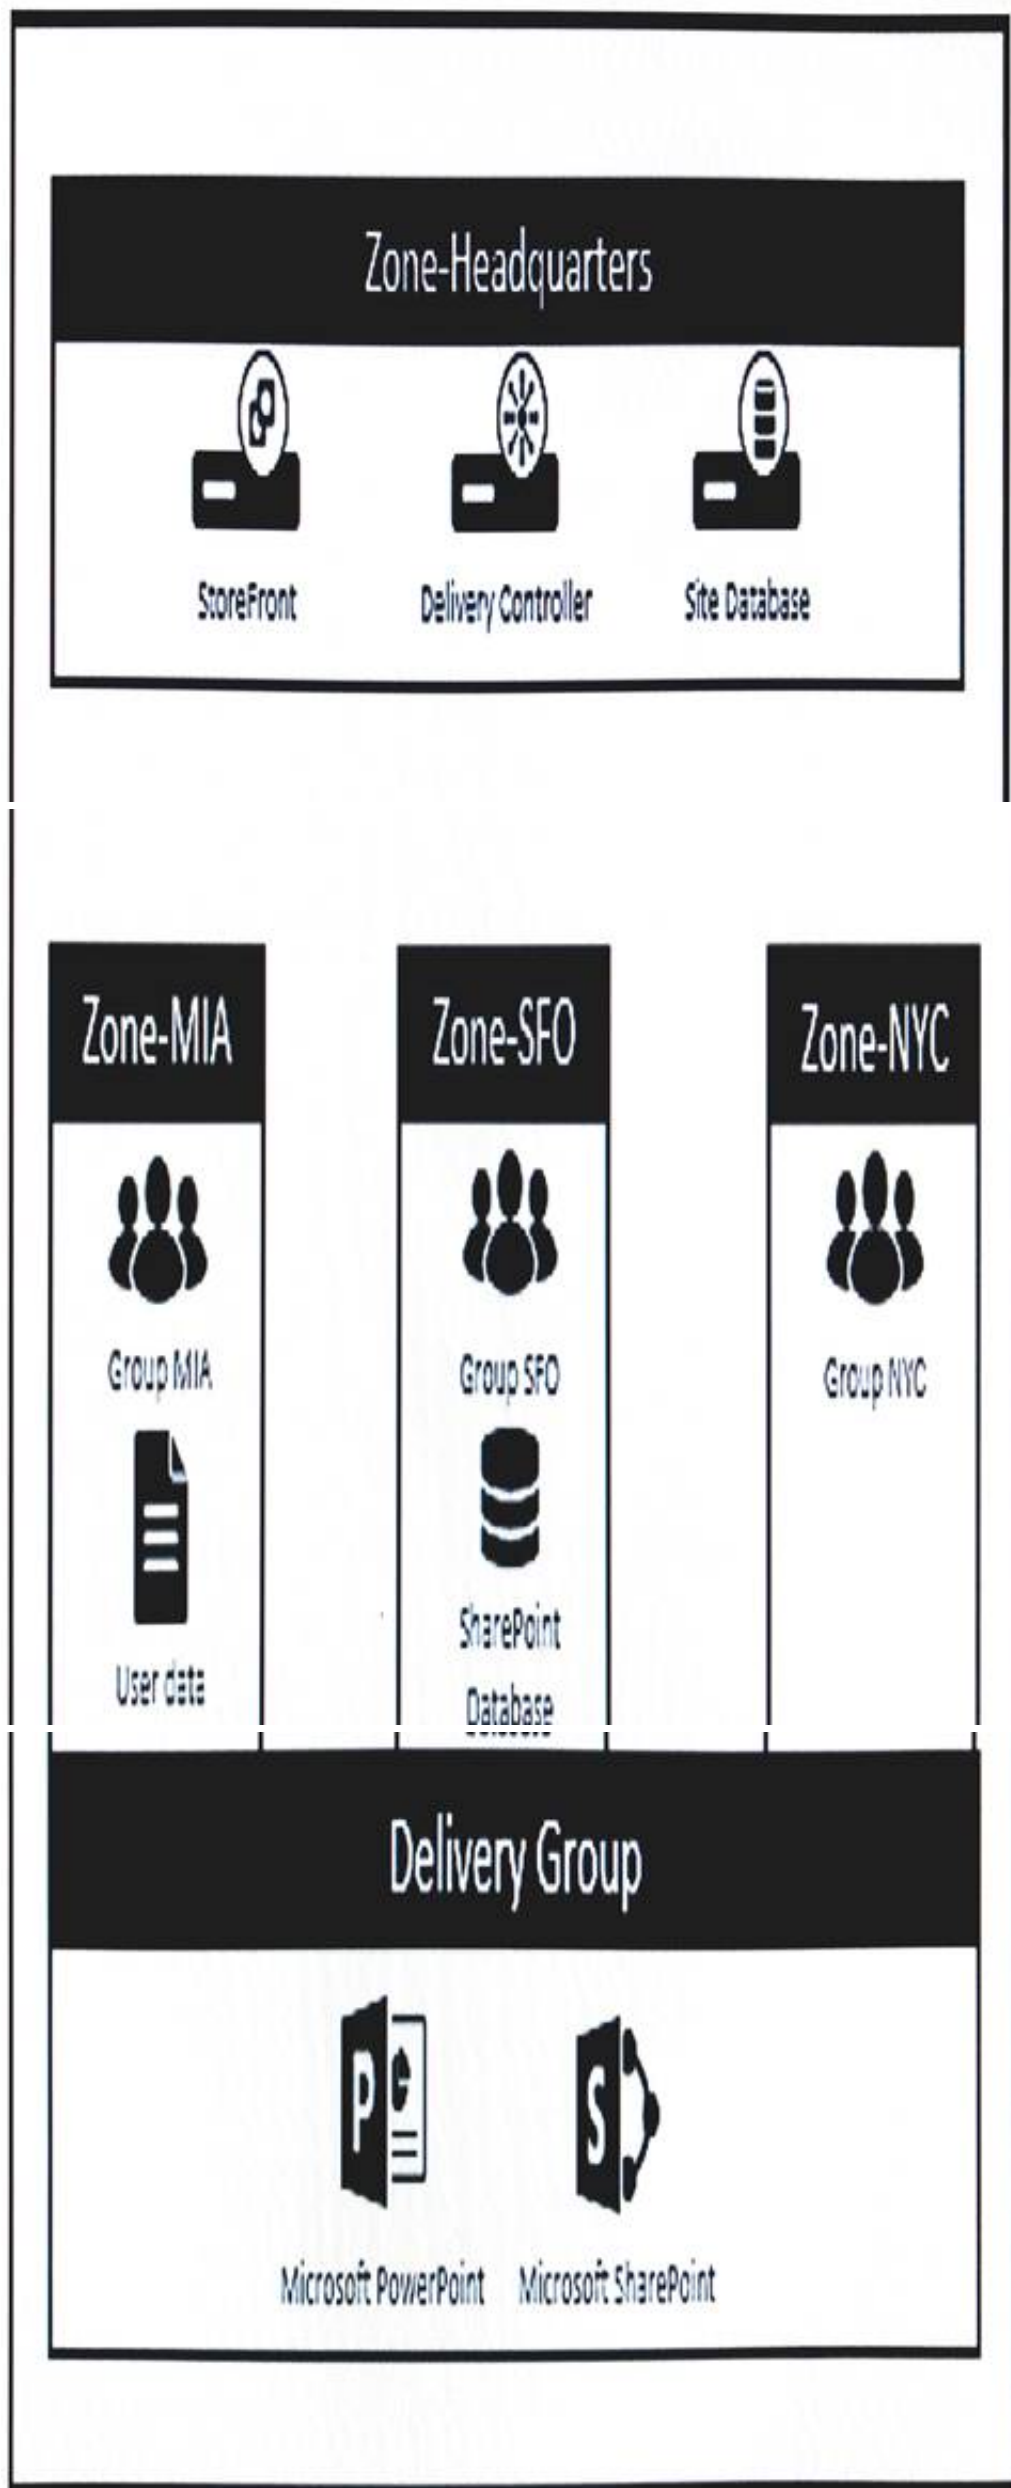 Zone-Headquarters
StoreFront
Delivery Controller
Site Database
Zone-MIA
Zone-SFO
Zone-NYC
Group MIA
Group SFO
Group NYC
User data
SharePoint
Database
Delivery Group
P
S
Microsoft PowerPoint
Microsoft SharePoint